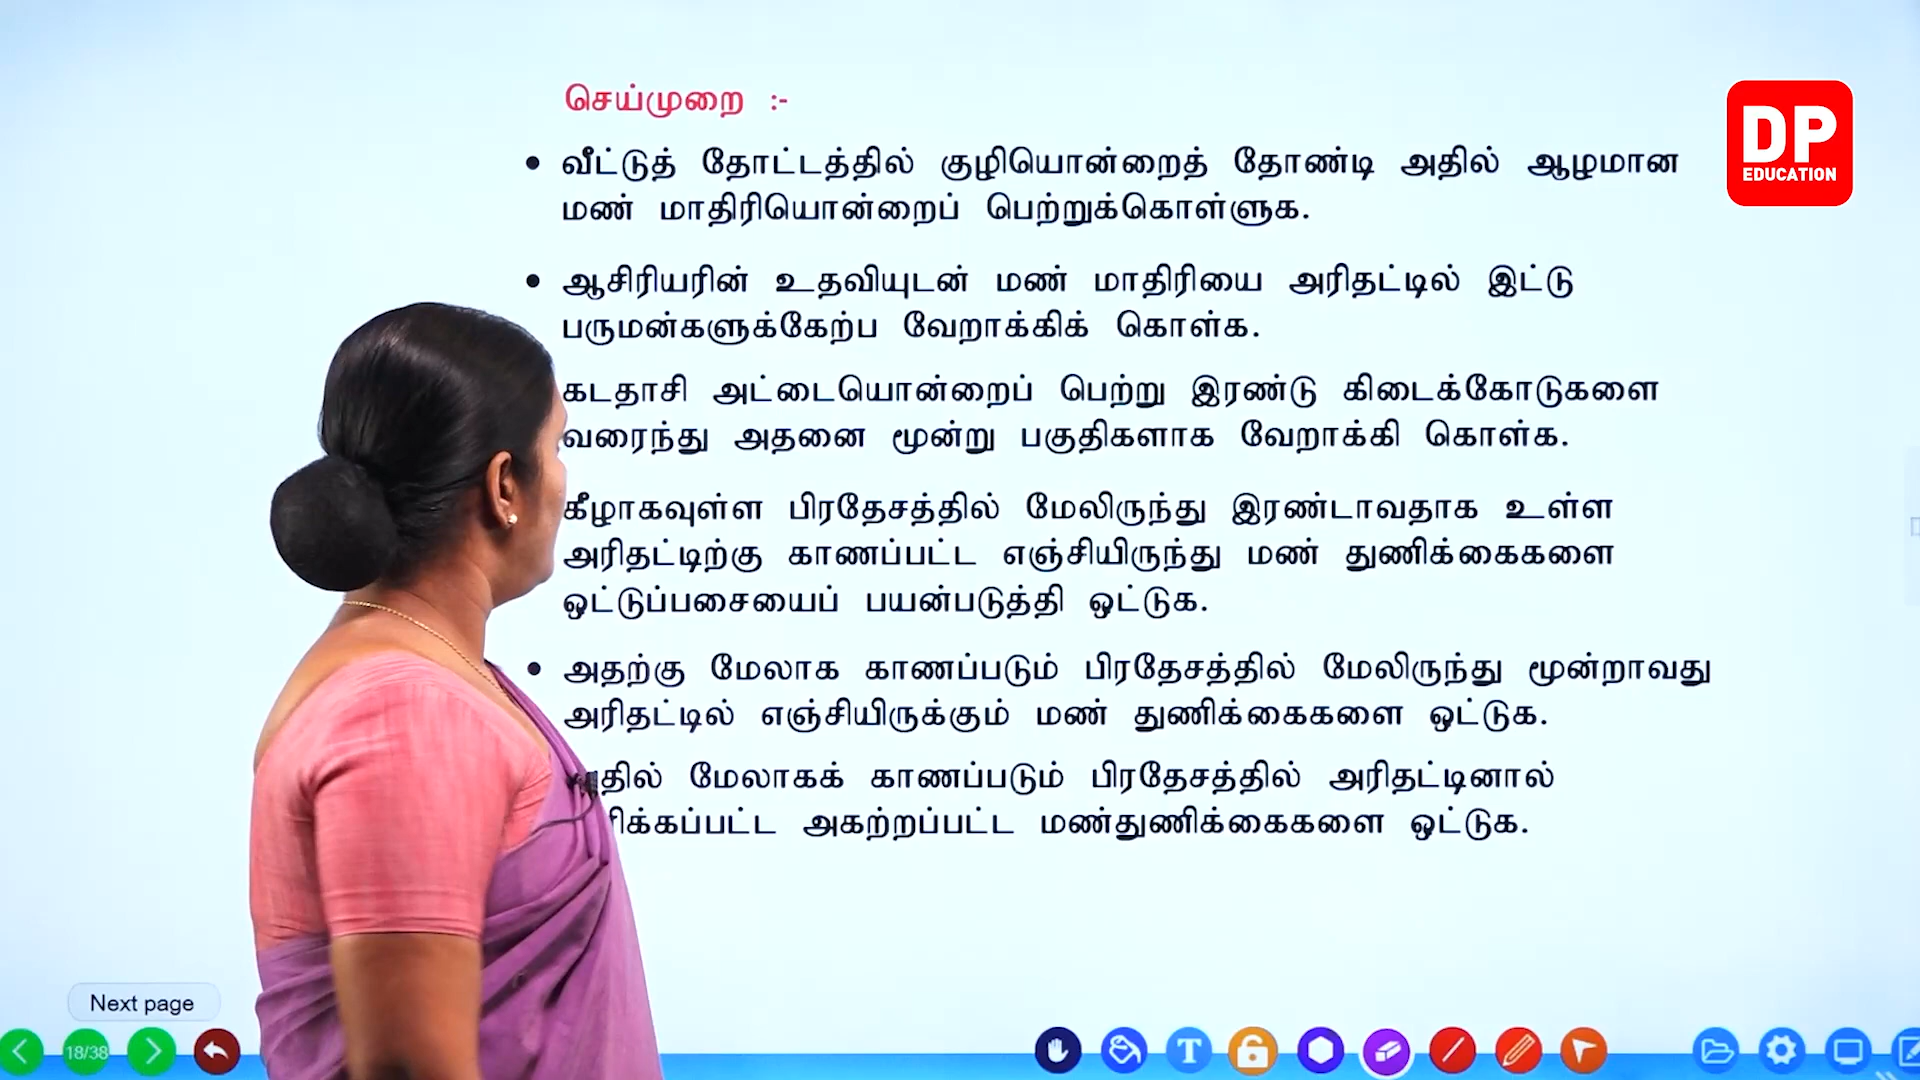 செய்முறை :-
DP
EDUCATION
• வீட்டுத் தோட்டத்தில் குழியொன்றைத் தோண்டி அதில் ஆழமான
மண் மாதிரியொன்றைப் பெற்றுக்கொள்ளுக.
• ஆசிரியரின் உதவியுடன் மண் மாதிரியை அரிதட்டில் இட்டு
பருமன்களுக்கேற்ப வேறாக்கிக் கொள்க.
கடதாசி அட்டையொன்றைப் பெற்று இரண்டு கிடைக்கோடுகளை
வரைந்து அதனை மூன்று பகுதிகளாக வேறாக்கி கொள்க.
கீழாகவுள்ள பிரதேசத்தில் மேலிருந்து இரண்டாவதாக உள்ள
அரிதட்டிற்கு காணப்பட்ட எஞ்சியிருந்து மண் துணிக்கைகளை
ஒட்டுப்பசையைப் பயன்படுத்தி ஒட்டுக.
• அதற்கு மேலாக காணப்படும் பிரதேசத்தில் மேலிருந்து மூன்றாவது
அரிதட்டில் எஞ்சியிருக்கும் மண் துணிக்கைகளை ஒட்டுக.
மேலாகக் காணப்படும் பிரதேசத்தில் அரிதட்டினால்
அகற்றப்பட்ட மண்துணிக்கைகளை ஒட்டுக.
Next page
18/38
T